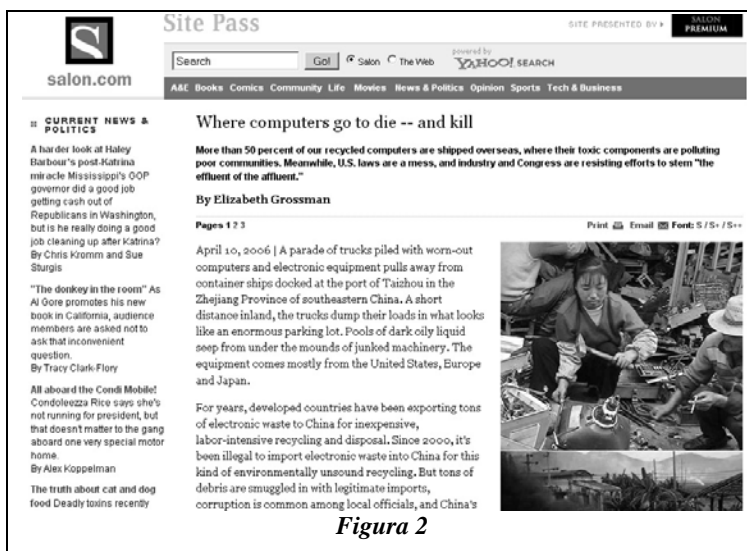 S
salon.com
Site Pass
SITE PRESENTED BY
SALON
PREMIUM
Search
Go!
Salon
The Web
powered by
YAHOO! SEARCH
A&E Books Comics Community Life Movies News & Politics Opinion Sports Tech & Business
CURRENT NEWS &
POLITICS
A harder look at Haley
Barbour's post-Katrina
miracle Mississippi's GOP
governor did a good job
getting cash out of
Republicans in Washington,
but is he really doing a good
job cleaning up after Katrina?
By Chris Kromm and Sue
Sturgis
"The donkey in the room" As
Al Gore promotes his new
book in California, audience
members are asked not to
ask that inconvenient
question.
By Tracy Clark-Flory
All aboard the Condi Mobile!
Condoleezza Rice says she's
not running for president, but
that doesn't matter to the gang
aboard one very special motor
home.
By Alex Koppelman
The truth about cat and dog
food Deadly toxins recently
Where computers go to die -- and kill
More than 50 percent of our recycled computers are shipped overseas, where their toxic components are polluting
poor communities. Meanwhile, U.S. laws are a mess, and industry and Congress are resisting efforts to stem "the
effluent of the affluent."
By Elizabeth Grossman
Pages 1 2 3
Print Email Font: S / S+ / S++
April 10, 2006 | A parade of trucks piled with worn-out
computers and electronic equipment pulls away from
container ships docked at the port of Taizhou in the
Zhejiang Province of southeastern China. A short
distance inland, the trucks dump their loads in what looks
like an enormous parking lot. Pools of dark oily liquid
seep from under the mounds of junked machinery. The
equipment comes mostly from the United States, Europe
and Japan.
For years, developed countries have been exporting tons
of electronic waste to China for inexpensive,
labor-intensive recycling and disposal. Since 2000, it's
been illegal to import electronic waste into China for this
kind of environmentally unsound recycling. But tons of
debris are smuggled in with legitimate imports,
corruption is common among local officials, and China's
Figura 2